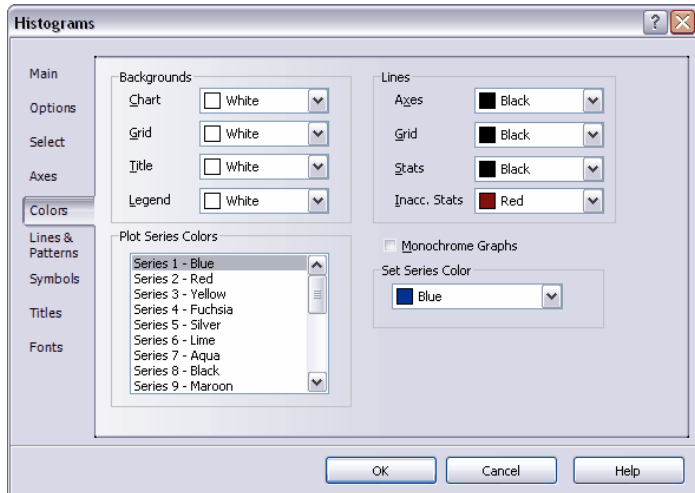 Histograms
Main
Options
Select
Axes
Colors
Lines &
Patterns
Symbols
Titles
Fonts
Backgrounds
Chart White
Grid White
Title White
Legend White
Lines
Axes Black
Grid Black
Stats Black
Inacc. Stats Red
Plot Series Colors
Series 1 - Blue
Series 2 - Red
Series 3 - Yellow
Series 4 - Fuchsia
Series 5 - Silver
Series 6 - Lime
Series 7 - Aqua
Series 8 - Black
Series 9 - Maroon
Monochrome Graphs
Set Series Color
Blue
OK Cancel Help